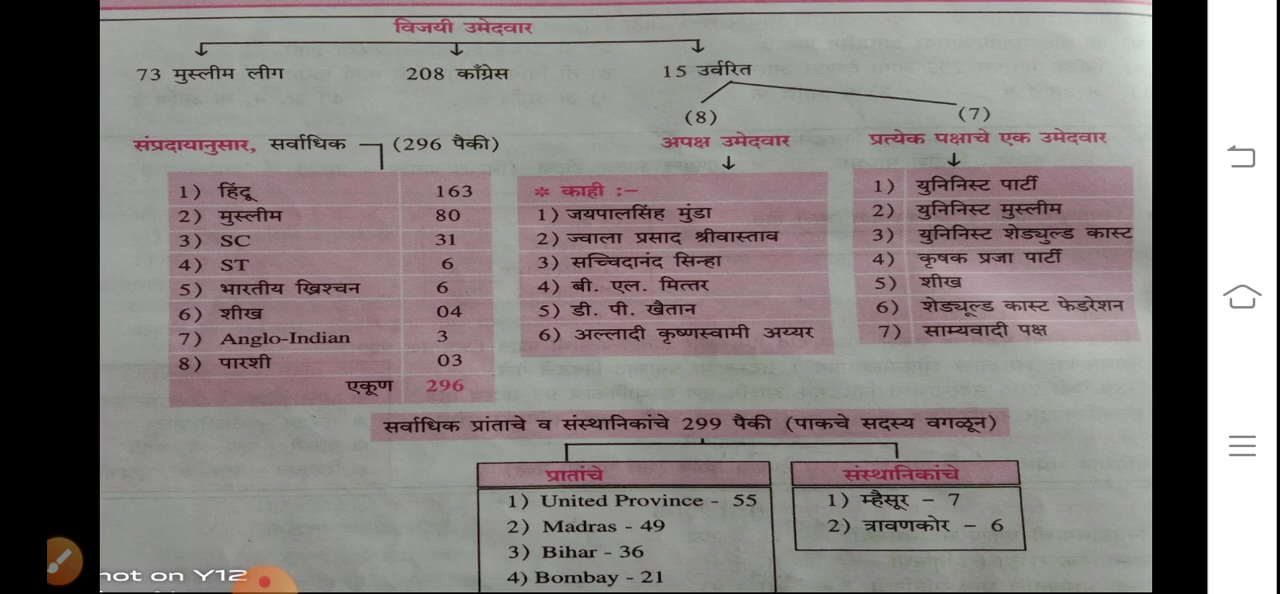 विजयी उमेदवार
73 मुस्लीम लीग 208 काँग्रेस 15 उर्वरित
(8) (7)
संप्रदायानुसार, सर्वाधिक (296 पैकी) अपक्ष उमेदवार प्रत्येक पक्षाचे एक उमेदवार
1) हिंदू 163
2) मुस्लीम 80
3) SC 31
4) ST 6
5) भारतीय ख्रिश्चन 6
6) शीख 04
7) Anglo-Indian 3
8) पारशी 03
एकूण 296
* काही :-
1) जयपालसिंह मुंडा
2) ज्वाला प्रसाद श्रीवास्ताव
3) सच्चिदानंद सिन्हा
4) बी. एल. मित्तर
5) डी. पी. खैतान
6) अल्लादी कृष्णस्वामी अय्यर
1) युनिनिस्ट पार्टी
2) युनिनिस्ट मुस्लीम
3) युनिनिस्ट शेड्युल्ड कास्ट
4) कृषक प्रजा पार्टी
5) शीख
6) शेड्यूल्ड कास्ट फेडरेशन
7) साम्यवादी पक्ष
सर्वाधिक प्रांताचे व संस्थानिकांचे 299 पैकी (पाकचे सदस्य वगळून)
प्रातांचे
1) United Province - 55
2) Madras - 49
3) Bihar - 36
4) Bombay - 21
संस्थानिकांचे
1) म्हैसूर - 7
2) त्रावणकोर - 6
hot on Y12